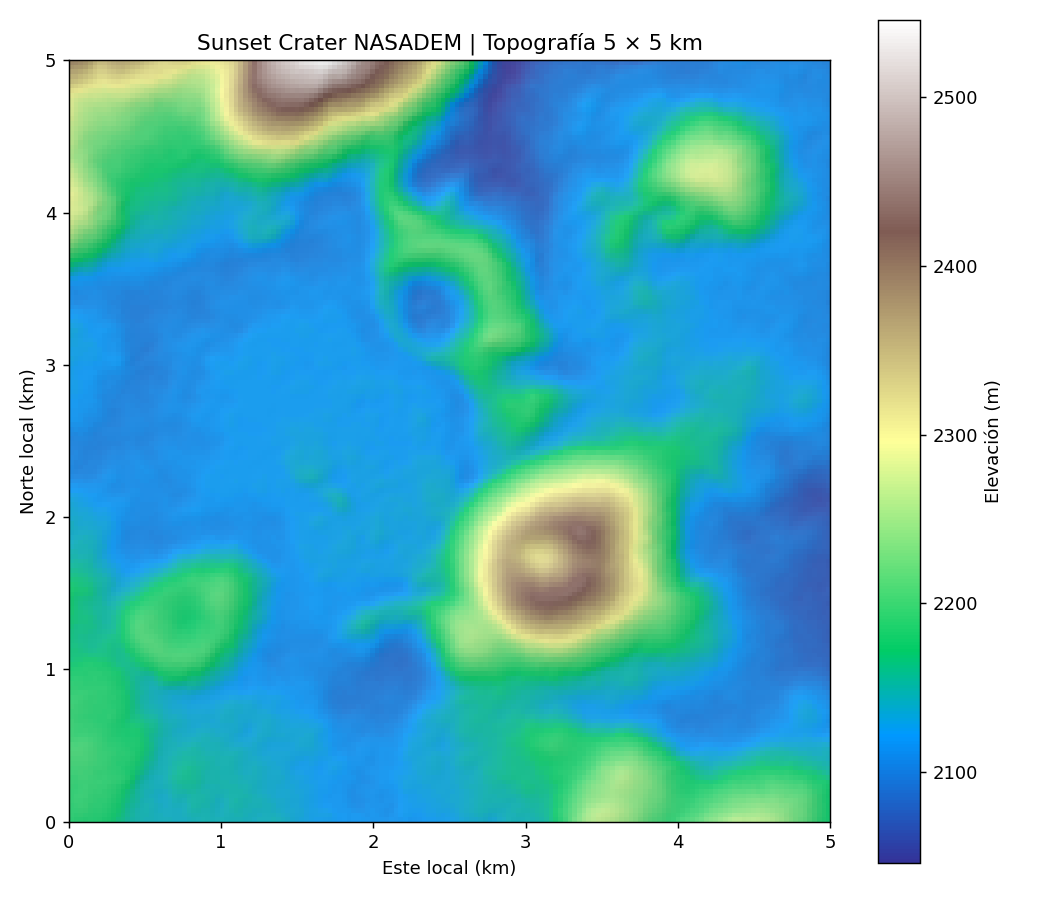 Sunset Crater NASADEM | Topografía 5 × 5 km
5
4
3
2
1
0
Norte local (km)
0 1 2 3 4 5
Este local (km)
2500
2400
2300
2200
2100
Elevación (m)